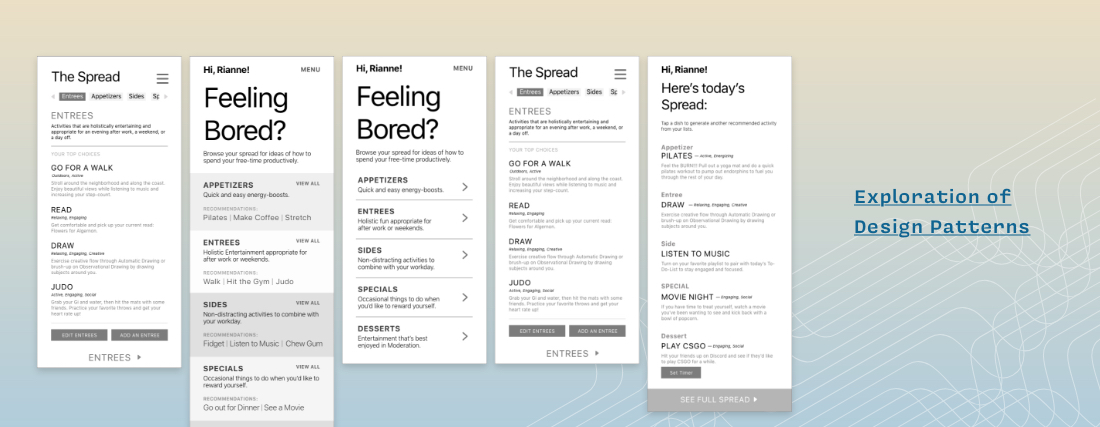 The Spread
Entrees Appetizers Sides Sp
ENTREES
Activities that are holistically entertaining and
appropriate for an evening after work, a weekend, or
a day off.
YOUR TOP CHOICES
GO FOR A WALK
Outdoors, Active
Stroll around the neighborhood and along the coast.
Enjoy beautiful views while listening to music and
increasing your step count.
READ
Relaxing, Engaging
Get comfortable and pick up your current read:
Flowers for Algernon.
DRAW
Relaxing, Engaging, Creative
Exercise creative flow through Automatic Drawing or
brush-up on Observational Drawing by drawing
subjects around you.
JUDO
Active, Engaging, Social
Grab your Gi and water, then hit the mats with some
friends. Practice your favorite throws and get your
heart rate up!
EDIT ENTREES ADD AN ENTREE
ENTREES
Hi, Rianne! MENU
Feeling
Bored?
Browse your spread for ideas of how to
spend your free-time productively.
APPETIZERS VIEW ALL
Quick and easy energy-boosts.
RECOMMENDATIONS:
Pilates | Make Coffee | Stretch
ENTREES VIEW ALL
Holistic Entertainment appropriate for
after work or weekends.
RECOMMENDATIONS:
Walk | Hit the Gym | Judo
SIDES VIEW ALL
Non-distracting activities to combine with
your workday.
RECOMMENDATIONS:
Fidget | Listen to Music | Chew Gum
SPECIALS VIEW ALL
Occasional things to do when you'd like to
reward yourself.
RECOMMENDATIONS:
Go out for Dinner | See a Movie
Hi, Rianne! MENU
Feeling
Bored?
Browse your spread for ideas of how to
spend your free-time productively.
APPETIZERS
Quick and easy energy-boosts.
ENTREES
Holistic fun appropriate for
after work or weekends.
SIDES
Non-distracting activities to
combine with your workday.
SPECIALS
Occasional things to do when
you'd like to reward yourself.
DESSERTS
Entertainment that's best
enjoyed in Moderation.
The Spread
Entrees Appetizers Sides Sp
ENTREES
Activities that are holistically entertaining and
appropriate for an evening after work, a weekend, or
a day off.
YOUR TOP CHOICES
GO FOR A WALK
Outdoors, Active
Stroll around the neighborhood and along the coast.
Enjoy beautiful views while listening to music and
increasing your step count.
READ
Relaxing, Engaging
Get comfortable and pick up your current read:
Flowers for Algernon.
DRAW
Relaxing, Engaging, Creative
Exercise creative flow through Automatic Drawing or
brush-up on Observational Drawing by drawing
subjects around you.
JUDO
Active, Engaging, Social
Grab your Gi and water, then hit the mats with some
friends. Practice your favorite throws and get your
heart rate up!
EDIT ENTREES ADD AN ENTREE
ENTREES
Hi, Rianne!
Here's today's
Spread:
Tap a dish to generate another recommended activity
from your lists.
Appetizer
PILATES — Active, Energizing
Feel the BURN!!! Pull out a yoga mat and do a quick
pilates workout to pump out endorphins to fuel you
through the rest of your day.
Entree
DRAW — Relaxing, Engaging, Creative
Exercise creative flow through Automatic Drawing or
brush-up on Observational Drawing by drawing
subjects around you.
Side
LISTEN TO MUSIC
Turn on your favorite playlist to pair with today's To-
Do-List to stay engaged and focused.
SPECIAL
MOVIE NIGHT — Engaging, Social
If you have time to treat yourself, watch a movie
you've been wanting to see and kick back with a
bowl of popcorn.
Dessert
PLAY CSGO — Engaging, Social
Hit your friends up on Discord and see if they'd like
to play CSGO for a while.
Set Timer
SEE FULL SPREAD
Exploration of
Design Patterns